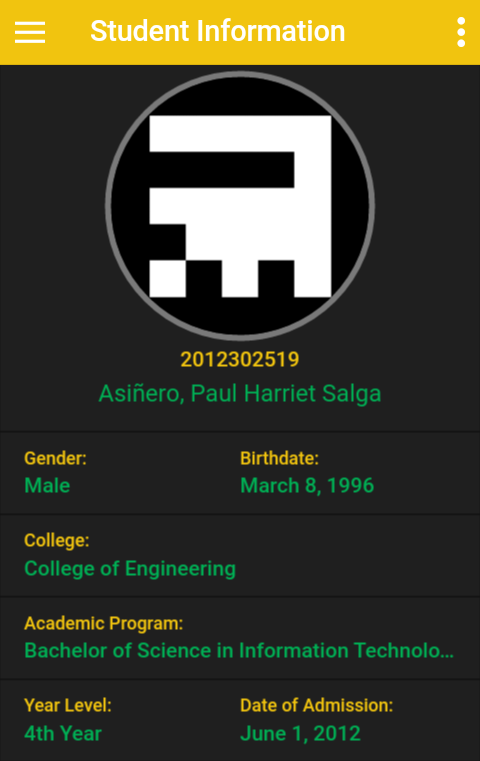 Student Information
2012302519
Asiñero, Paul Harriet Salga
Gender: Birthdate:
Male March 8, 1996
College:
College of Engineering
Academic Program:
Bachelor of Science in Information Technolo...
Year Level: Date of Admission:
4th Year June 1, 2012